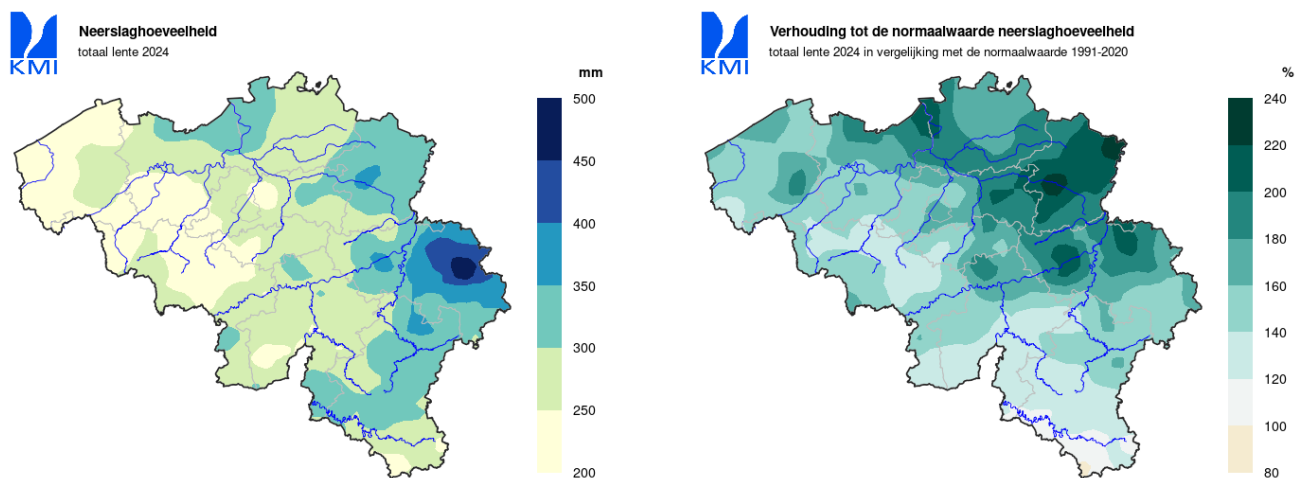 KMI
Neerslaghoeveelheid
totaal lente 2024
mm
500
450
400
350
300
250
200
KMI
Verhouding tot de normaalwaarde neerslaghoeveelheid
totaal lente 2024 in vergelijking met de normaalwaarde 1991-2020
%
240
220
200
180
160
140
120
100
80